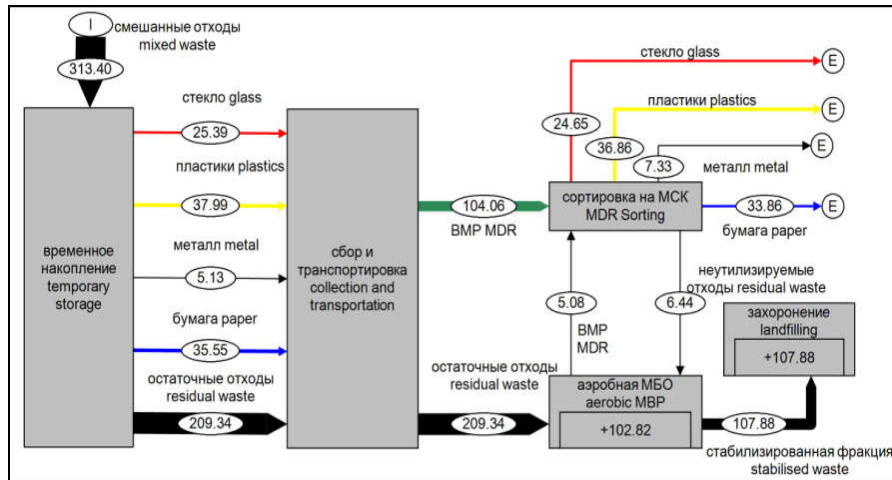 I
смешанные отходы
mixed waste
313.40
временное
накопление
temporary
storage
стекло glass
25.39
пластики plastics
37.99
металл metal
5.13
бумага paper
35.55
остаточные отходы
residual waste
209.34
сбор и
транспортировка
collection and
transportation
104.06
ВМР MDR
остаточные отходы
residual waste
209.34
стекло glass
E
24.65
пластики plastics
E
36.86
7.33
E
металл metal
сортировка на МСК
MDR Sorting
33.86
E
бумага paper
5.08
ВМР
MDR
6.44
неутилизируемые
отходы residual waste
аэробная МБО
aerobic MBP
+102.82
107.88
захоронение
landfilling
+107.88
стабилизированная фракция
stabilised waste